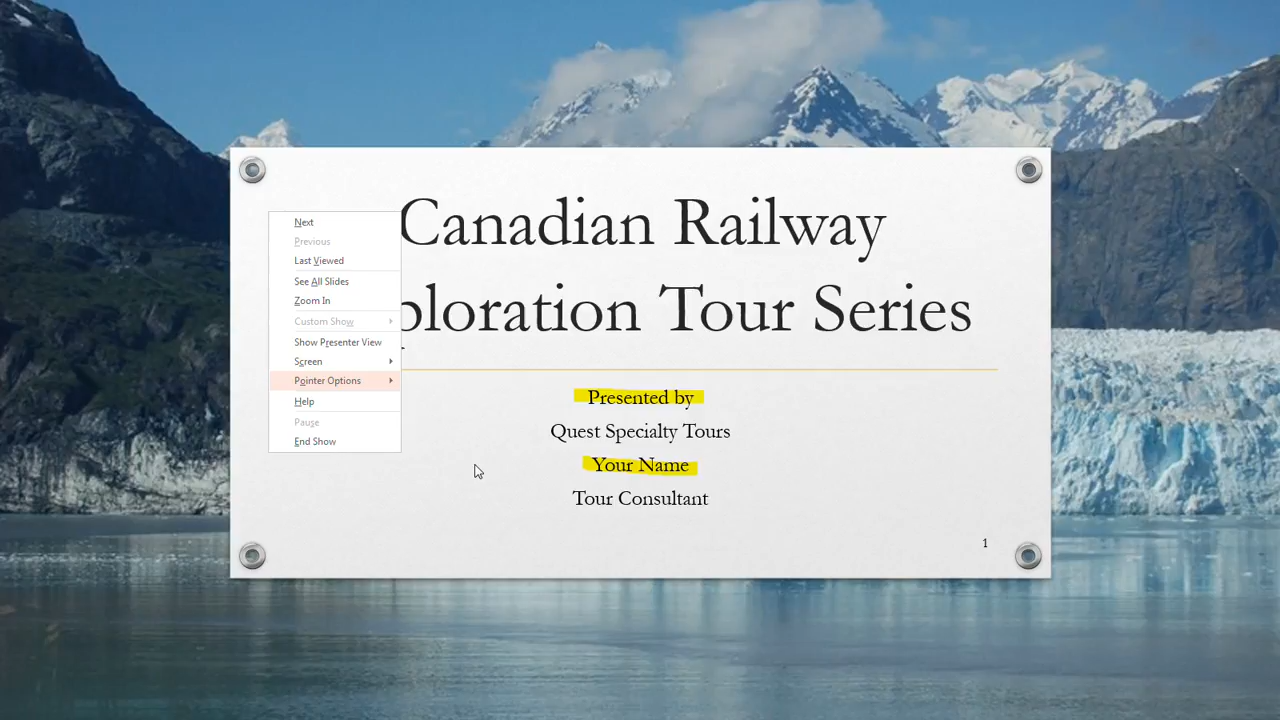 Canadian Railway
ploration Tour Series
Next
Previous
Last Viewed
See All Slides
Zoom In
Custom Show
Show Presenter View
Screen
Pointer Options
Help
Pause
End Show
Presented by
Quest Specialty Tours
Your Name
Tour Consultant
1